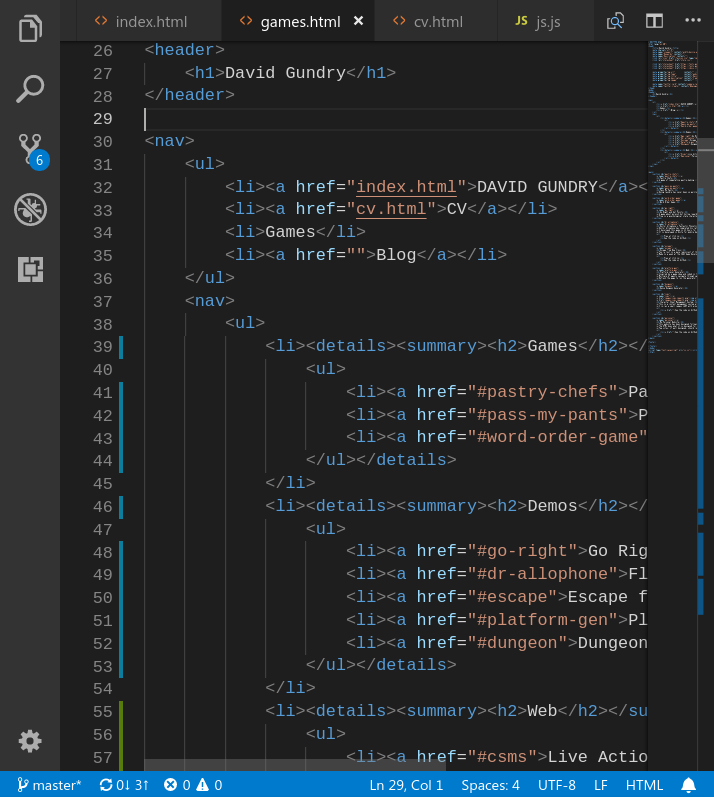 index.html games.html × cv.html JS js.js
26 <header>
27 <h1>David Gundry</h1>
28 </header>
29
30 <nav>
31 <ul>
32 <li><a href="index.html">DAVID GUNDRY</a><
33 <li><a href="cv.html">CV</a></li>
34 <li>Games</li>
35 <li><a href="">Blog</a></li>
36 </ul>
37 <nav>
38 <ul>
39 <li><details><summary><h2>Games</h2></
40 <ul>
41 <li><a href="#pastry-chefs">Pa
42 <li><a href="#pass-my-pants">P
43 <li><a href="#word-order-game"
44 </ul></details>
45 </li>
46 <li><details><summary><h2>Demos</h2></
47 <ul>
48 <li><a href="#go-right">Go Rig
49 <li><a href="#dr-allophone">Fl
50 <li><a href="#escape">Escape f
51 <li><a href="#platform-gen">Pl
52 <li><a href="#dungeon">Dungeon
53 </ul></details>
54 </li>
55 <li><details><summary><h2>Web</h2></su
56 <ul>
57 <li><a href="#csms">Live Actio
6
master* 0↓ 3↑ 0 0 Ln 29, Col 1 Spaces: 4 UTF-8 LF HTML